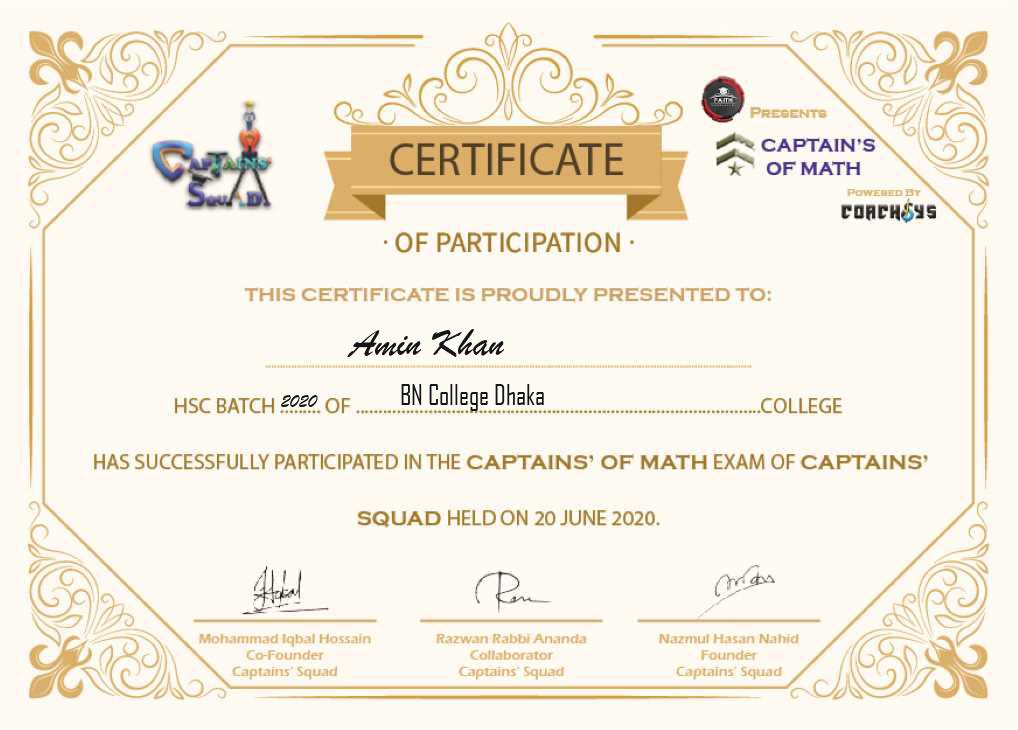 FAITH
PRESENTS
CAPTAINS
SQUAD
CERTIFICATE
CAPTAIN'S
OF MATH
POWERED BY
COACHSYS
· OF PARTICIPATION ·
THIS CERTIFICATE IS PROUDLY PRESENTED TO:
Amin Khan
HSC BATCH 2020 OF BN College Dhaka COLLEGE
HAS SUCCESSFULLY PARTICIPATED IN THE CAPTAINS' OF MATH EXAM OF CAPTAINS'
SQUAD HELD ON 20 JUNE 2020.
Mohammad Iqbal Hossain
Co-Founder
Captains' Squad
Razwan Rabbi Ananda
Collaborator
Captains' Squad
Nazmul Hasan Nahid
Founder
Captains' Squad